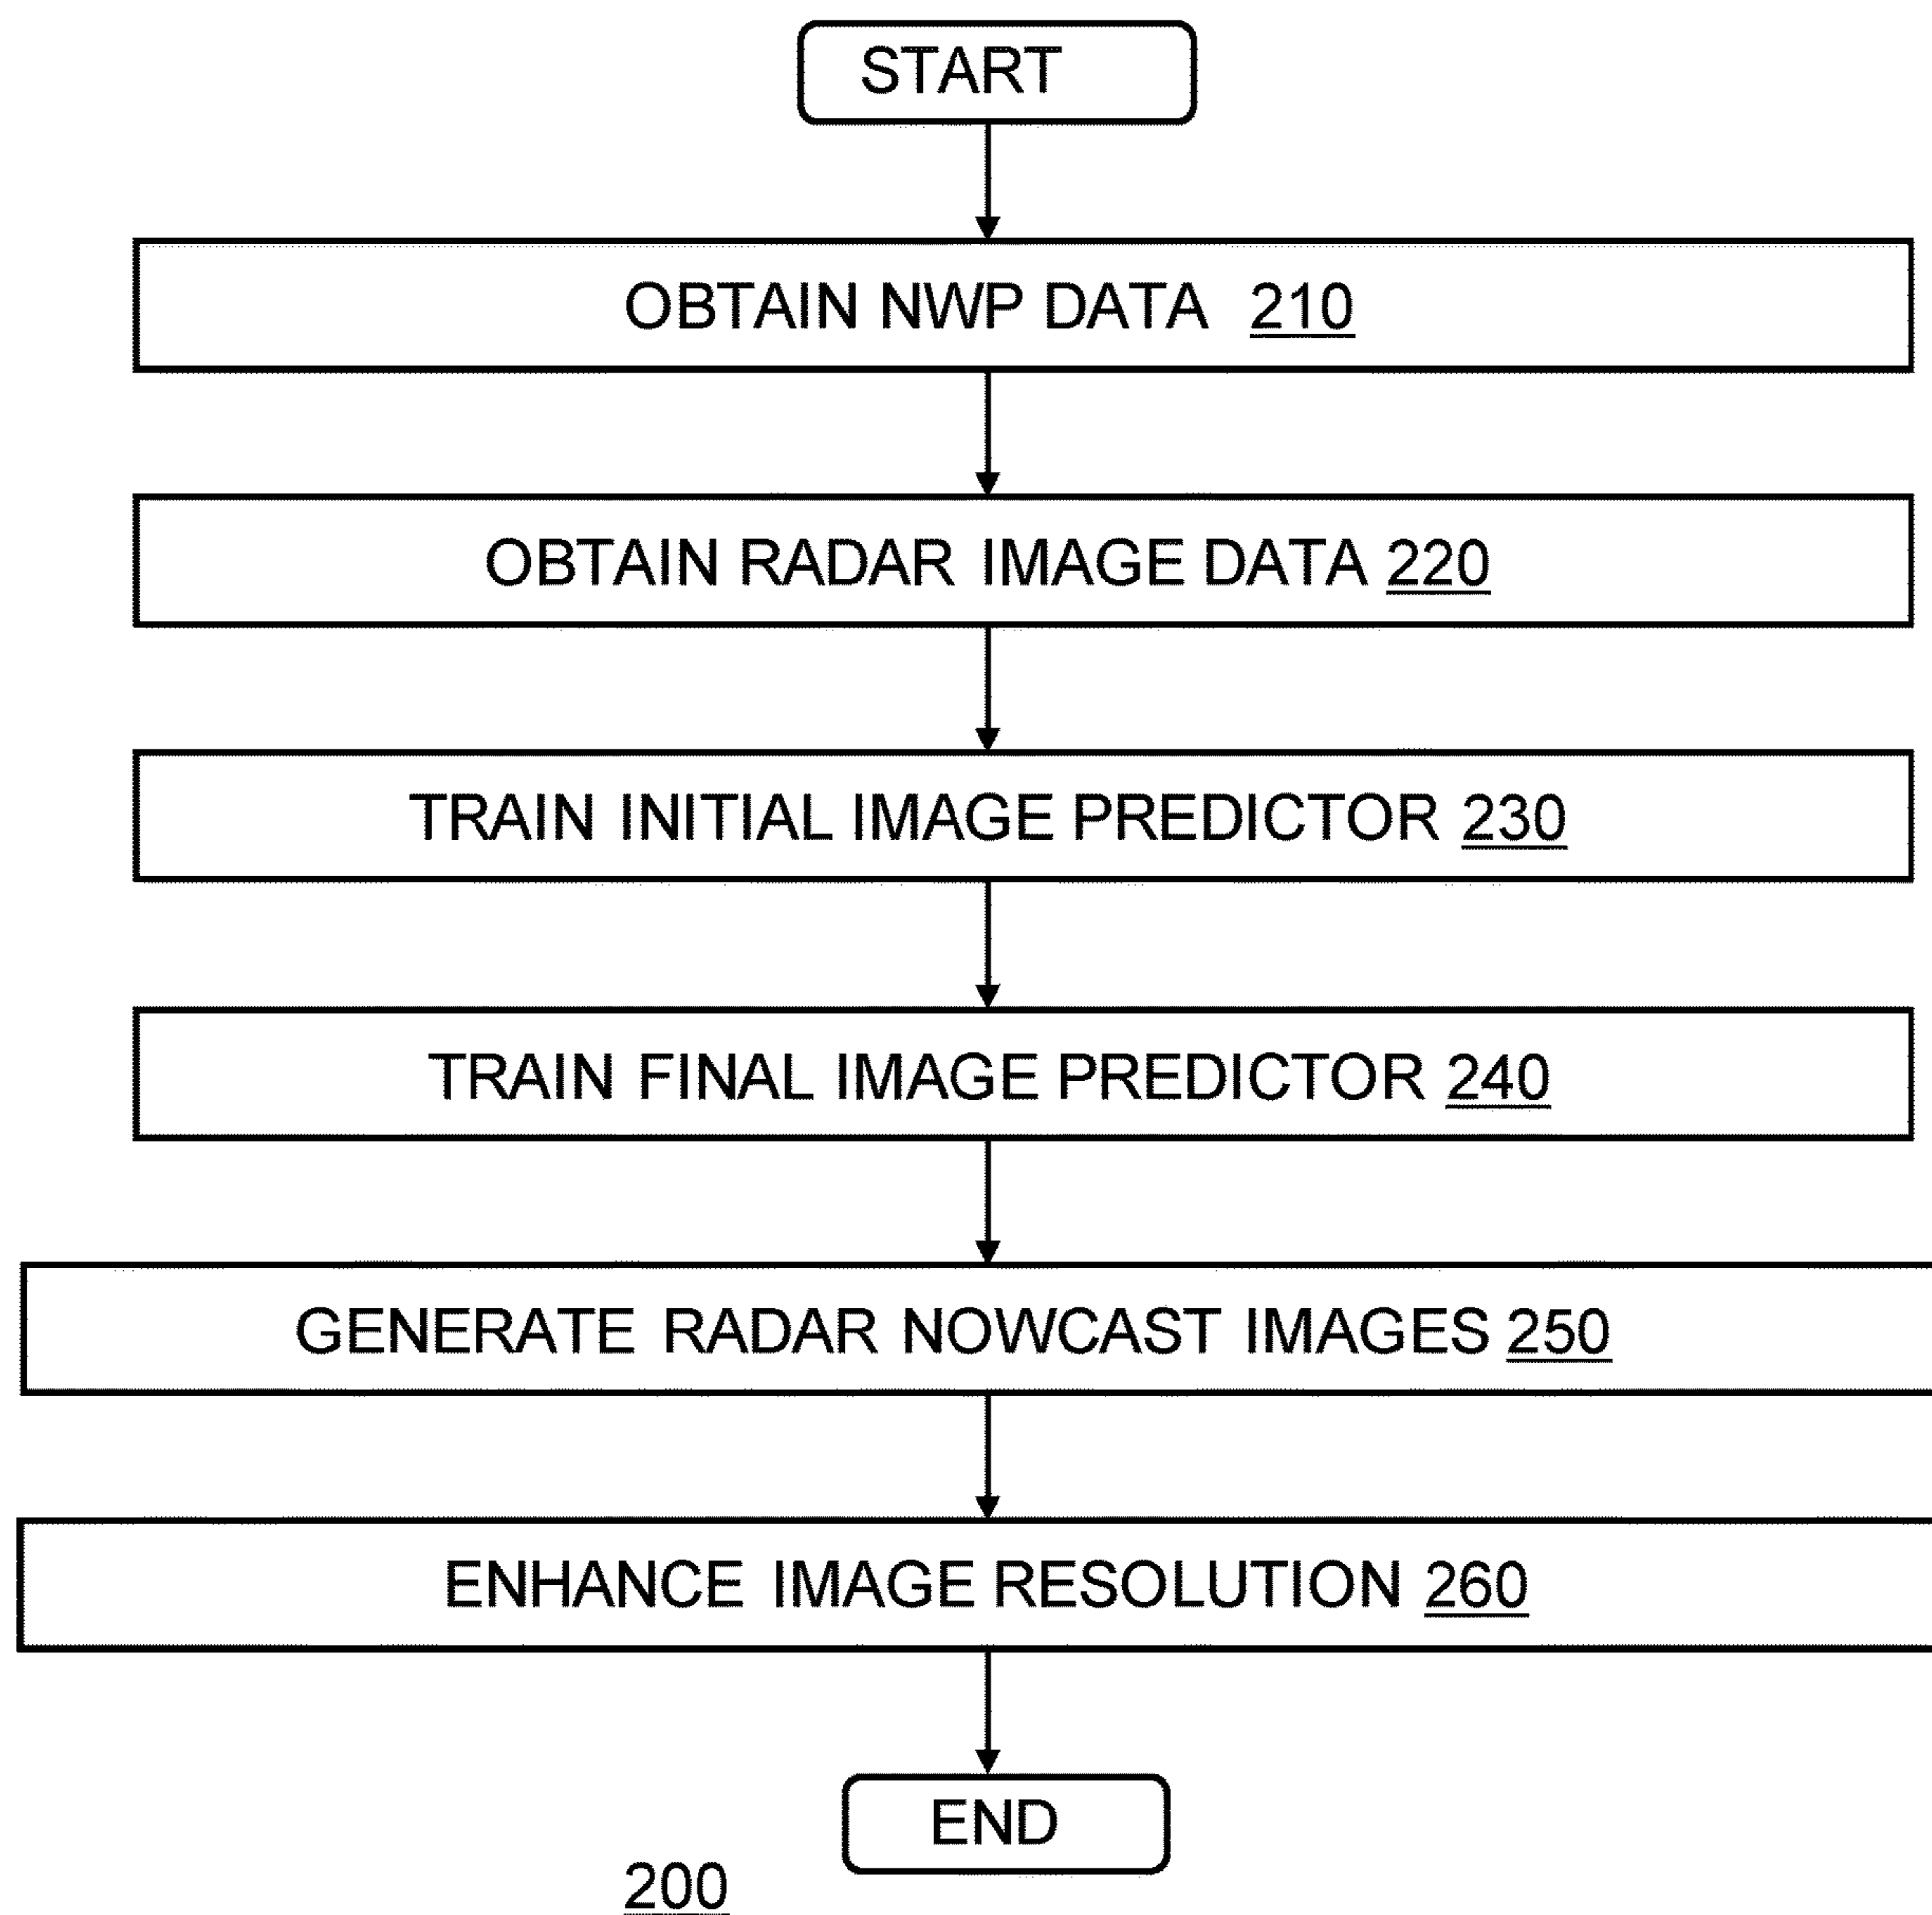 START
OBTAIN NWP DATA 210
OBTAIN RADAR IMAGE DATA 220
TRAIN INITIAL IMAGE PREDICTOR 230
TRAIN FINAL IMAGE PREDICTOR 240
GENERATE RADAR NOWCAST IMAGES 250
ENHANCE IMAGE RESOLUTION 260
END
200